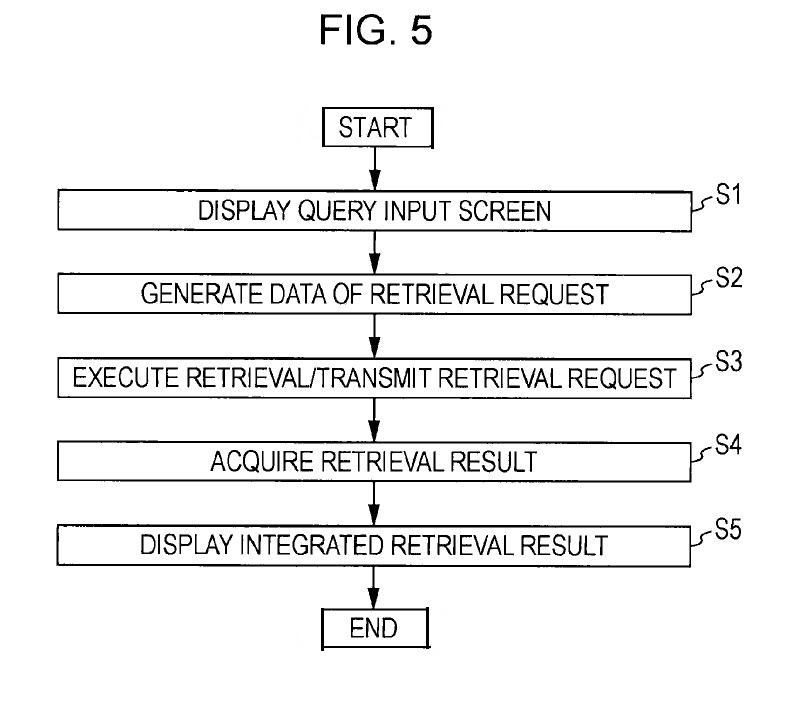 FIG. 5
START
DISPLAY QUERY INPUT SCREEN
S1
GENERATE DATA OF RETRIEVAL REQUEST
S2
EXECUTE RETRIEVAL/TRANSMIT RETRIEVAL REQUEST
S3
ACQUIRE RETRIEVAL RESULT
S4
DISPLAY INTEGRATED RETRIEVAL RESULT
S5
END